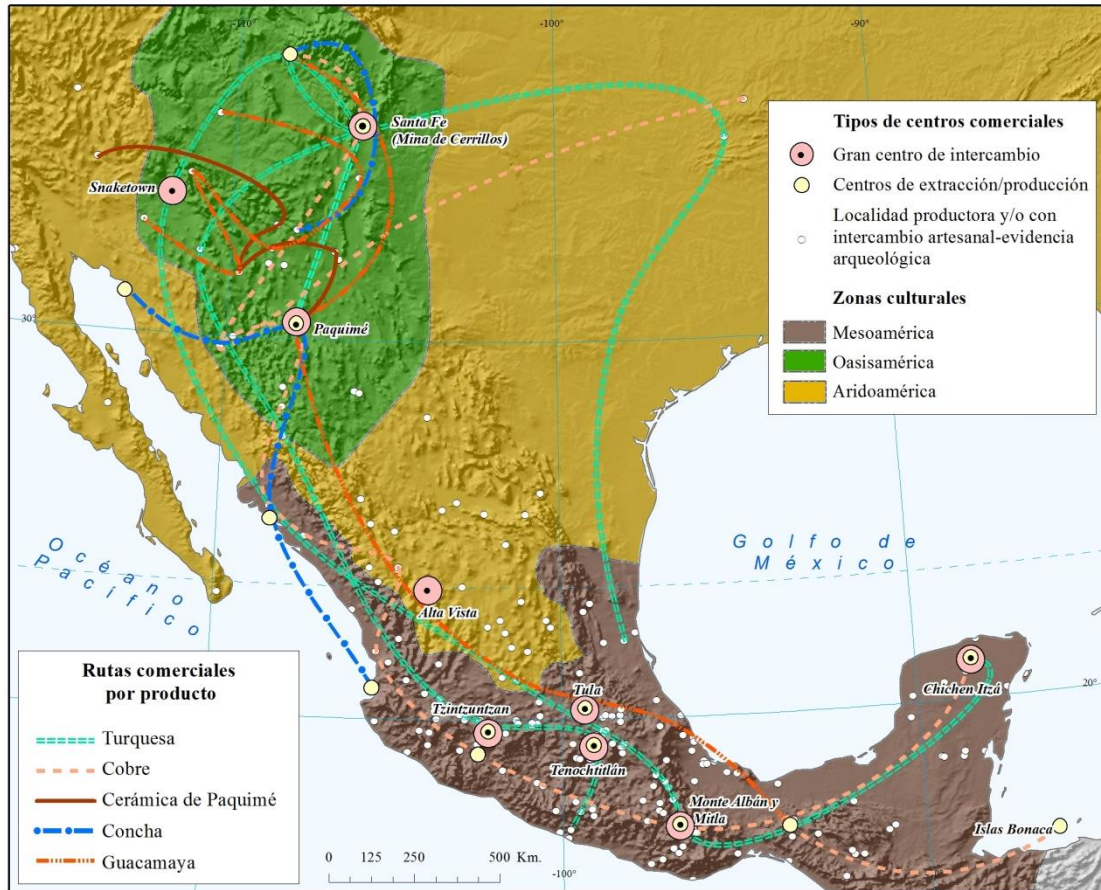 -110°
-100°
-90°
Santa Fe
(Mina de Cerrillos)
Snaketown
30°
Paquimé
Tipos de centros comerciales
Gran centro de intercambio
Centros de extracción/producción
Localidad productora y/o con
intercambio artesanal-evidencia
arqueológica
Zonas culturales
Mesoamérica
Oasisamérica
Aridoamérica
Océano
Pacífico
Golfo de
México
Alta Vista
Tula
Tzintzuntzan
Tenochtitlán
Chichen Itzá
20°
Monte Albán y
Mitla
Islas Bonaca
Rutas comerciales
por producto
Turquesa
Cobre
Cerámica de Paquimé
Concha
Guacamaya
0 125 250 500 Km.
-100°